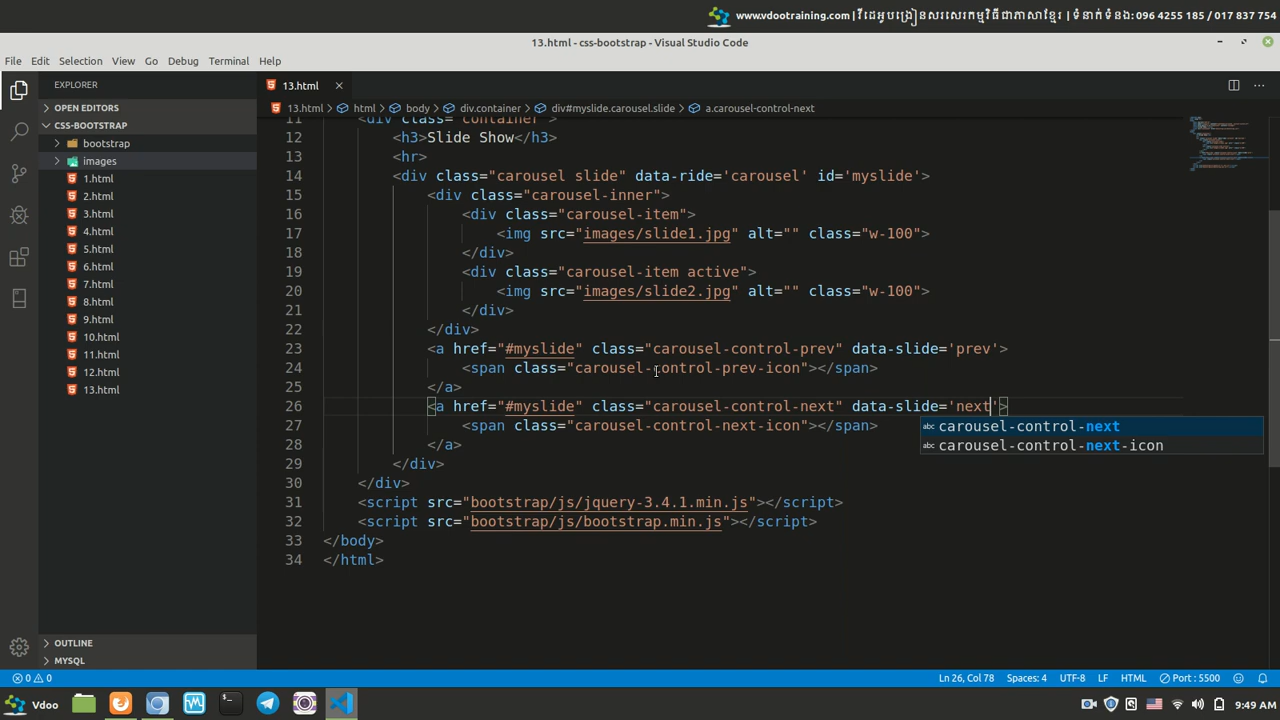 www.vdootraining.com | វីដេអូបង្រៀនសរសេរកម្មវិធីជាភាសាខ្មែរ | ទំនាក់ទំនង: 096 4255 185 / 017 837 754
13.html - css-bootstrap - Visual Studio Code
File Edit Selection View Go Debug Terminal Help
EXPLORER
OPEN EDITORS
CSS-BOOTSTRAP
bootstrap
images
1.html
2.html
3.html
4.html
5.html
6.html
7.html
8.html
9.html
10.html
11.html
12.html
13.html
OUTLINE
MYSQL
13.html
13.html > html > body > div.container > div#myslide.carousel.slide > a.carousel-control-next
11 <div class="container">
12 <h3>Slide Show</h3>
13 <hr>
14 <div class="carousel slide" data-ride='carousel' id='myslide'>
15 <div class="carousel-inner">
16 <div class="carousel-item">
17 <img src="images/slide1.jpg" alt="" class="w-100">
18 </div>
19 <div class="carousel-item active">
20 <img src="images/slide2.jpg" alt="" class="w-100">
21 </div>
22 </div>
23 <a href="#myslide" class="carousel-control-prev" data-slide='prev'>
24 <span class="carousel-control-prev-icon"></span>
25 </a>
26 <a href="#myslide" class="carousel-control-next" data-slide='next'>
27 <span class="carousel-control-next-icon"></span>
28 </a>
29 </div>
30 </div>
31 <script src="bootstrap/js/jquery-3.4.1.min.js"></script>
32 <script src="bootstrap/js/bootstrap.min.js"></script>
33 </body>
34 </html>
abc carousel-control-next
abc carousel-control-next-icon
0 0 Ln 26, Col 78 Spaces: 4 UTF-8 LF HTML Port : 5500
Vdoo 9:49 AM